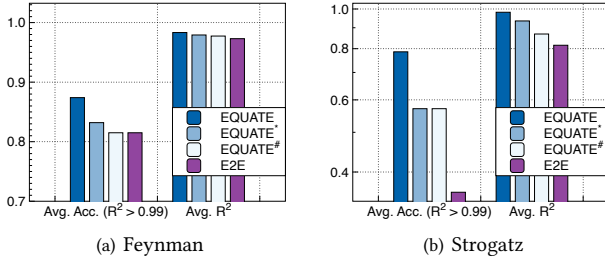 1.0
0.9
0.8
0.7
EQUATE
EQUATE*
EQUATE#
E2E
Avg. Acc. (R² > 0.99) Avg. R²
(a) Feynman
1.0
0.8
0.6
0.4
EQUATE
EQUATE*
EQUATE#
E2E
Avg. Acc. (R² > 0.99) Avg. R²
(b) Strogatz